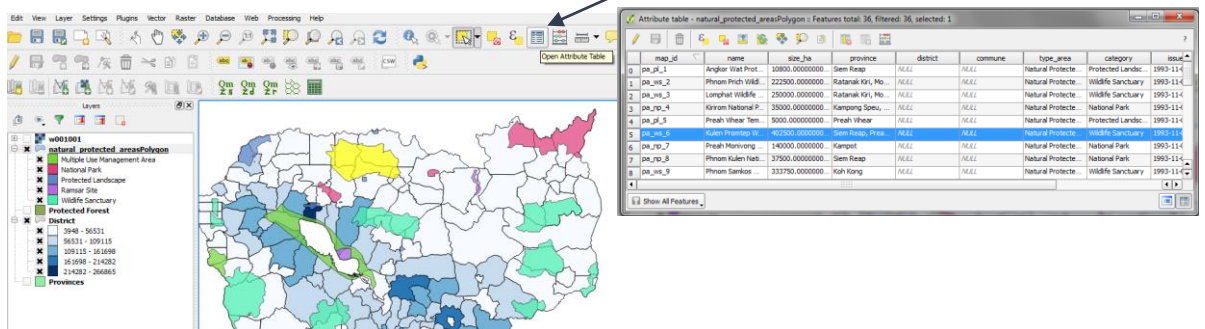 Edit View Layer Settings Plugins Vector Raster Database Web Processing Help
Open Attribute Table
CSW
Layers
w001001
natural_protected_areasPolygon
Multiple Use Management Area
National Park
Protected Landscape
Ramsar Site
Wildlife Sanctuary
Protected Forest
District
3948 - 56531
56531 - 109115
109115 - 161698
161698 - 214282
214282 - 266865
Provinces
Attribute table - natural_protected_areasPolygon :: Features total: 36, filtered: 36, selected: 1
map_id name size_ha province district commune type_area category issue
0 pa_pl_1 Angkor Wat Prot... 10800.00000000... Siem Reap NULL NULL Natural Protecte... Protected Landsc... 1993-11-0
1 pa_ws_2 Phnom Prich Wildl... 222500.0000000... Ratanak Kiri, Mo... NULL NULL Natural Protecte... Wildlife Sanctuary 1993-11-0
2 pa_ws_3 Lomphat Wildlife ... 250000.0000000... Ratanak Kiri, Mo... NULL NULL Natural Protecte... Wildlife Sanctuary 1993-11-0
3 pa_np_4 Kirirom National P... 35000.00000000... Kampong Speu, ... NULL NULL Natural Protecte... National Park 1993-11-0
4 pa_pl_5 Preah Vihear Tem... 5000.000000000... Preah Vihear NULL NULL Natural Protecte... Protected Landsc... 1993-11-0
5 pa_ws_6 Kulen Promtep W... 402500.0000000... Siem Reap, Prea... NULL NULL Natural Protecte... Wildlife Sanctuary 1993-11-0
6 pa_np_7 Preah Monivong ... 140000.0000000... Kampot NULL NULL Natural Protecte... National Park 1993-11-0
7 pa_np_8 Phnom Kulen Nati... 37500.00000000... Siem Reap NULL NULL Natural Protecte... National Park 1993-11-0
8 pa_ws_9 Phnom Samkos ... 333750.0000000... Koh Kong NULL NULL Natural Protecte... Wildlife Sanctuary 1993-11-0
Show All Features